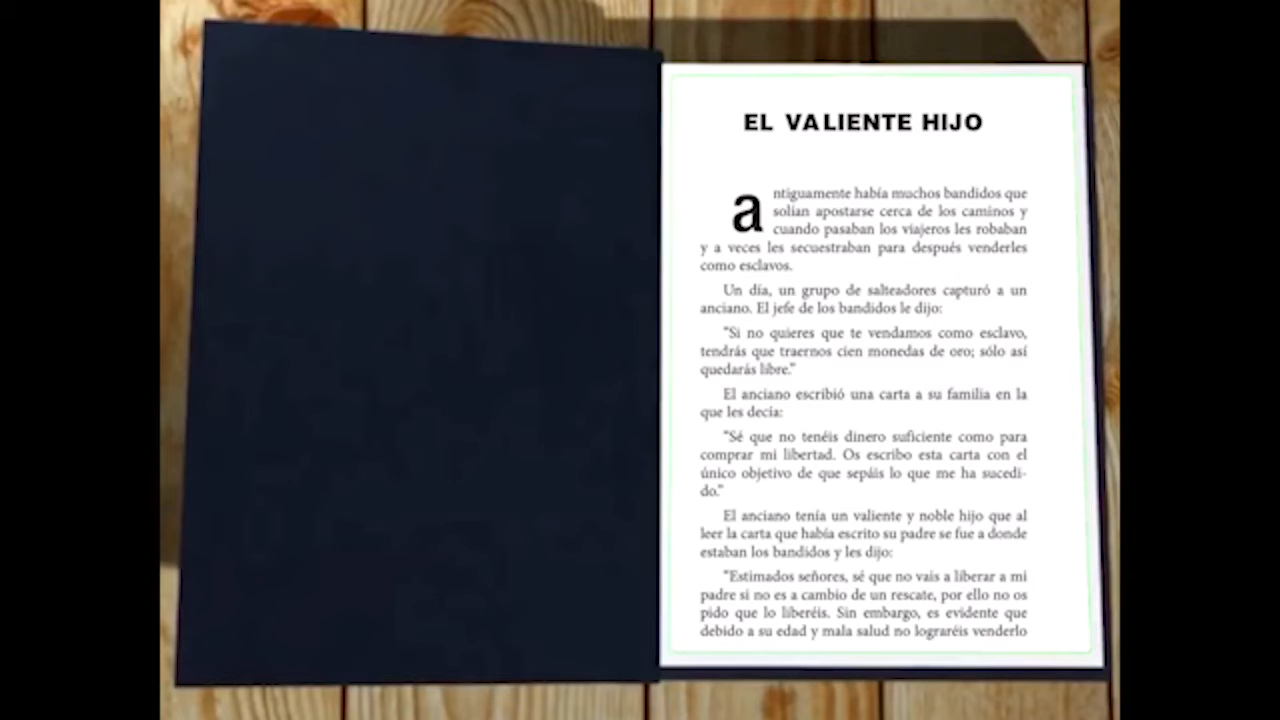 EL VALIENTE HIJO
antiguamente había muchos bandidos que
solían apostarse cerca de los caminos y
cuando pasaban los viajeros les robaban
y a veces les secuestraban para después venderles
como esclavos.
Un día, un grupo de salteadores capturó a un
anciano. El jefe de los bandidos le dijo:
"Si no quieres que te vendamos como esclavo,
tendrás que traernos cien monedas de oro; sólo así
quedarás libre."
El anciano escribió una carta a su familia en la
que les decía:
"Sé que no tenéis dinero suficiente como para
comprar mi libertad. Os escribo esta carta con el
único objetivo de que sepáis lo que me ha sucedi-
do."
El anciano tenía un valiente y noble hijo que al
leer la carta que había escrito su padre se fue a donde
estaban los bandidos y les dijo:
"Estimados señores, sé que no vais a liberar a mi
padre si no es a cambio de un rescate, por ello no os
pido que lo liberéis. Sin embargo, es evidente que
debido a su edad y mala salud no lograréis venderlo